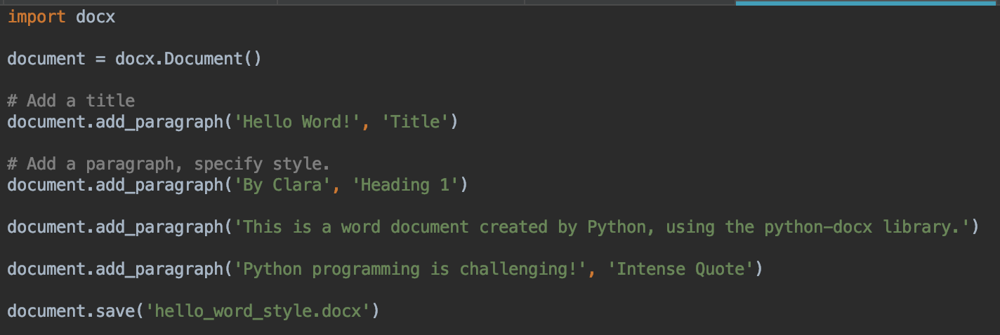 import docx
document = docx.Document()
# Add a title
document.add_paragraph('Hello Word!', 'Title')
# Add a paragraph, specify style.
document.add_paragraph('By Clara', 'Heading 1')
document.add_paragraph('This is a word document created by Python, using the python-docx library.')
document.add_paragraph('Python programming is challenging!', 'Intense Quote')
document.save('hello_word_style.docx')